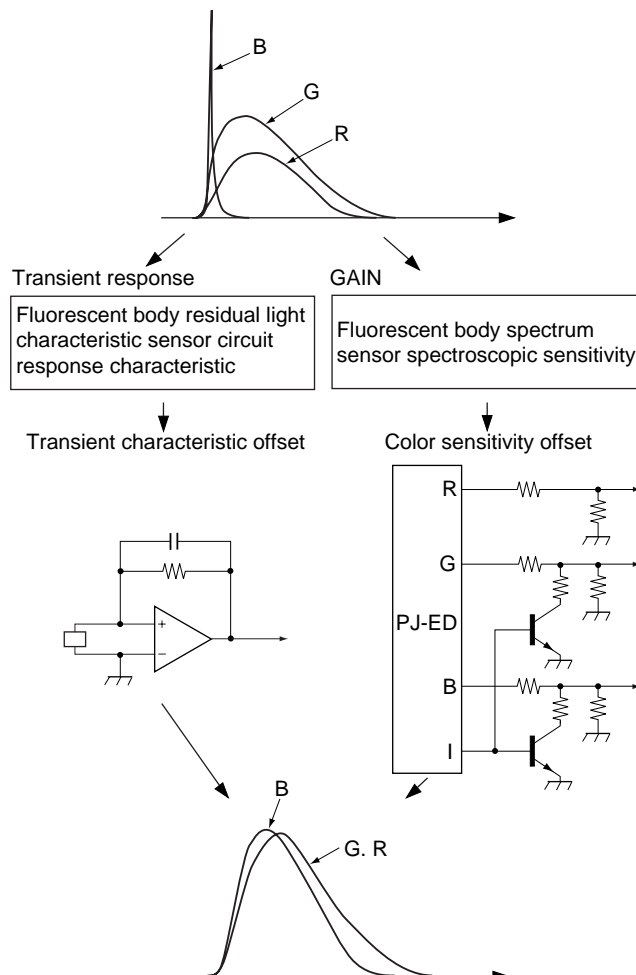 B
G
R
Transient response
Fluorescent body residual light
characteristic sensor circuit
response characteristic
GAIN
Fluorescent body spectrum
sensor spectroscopic sensitivity
Transient characteristic offset
Color sensitivity offset
+
−
R
G
PJ-ED
B
I
B
G. R